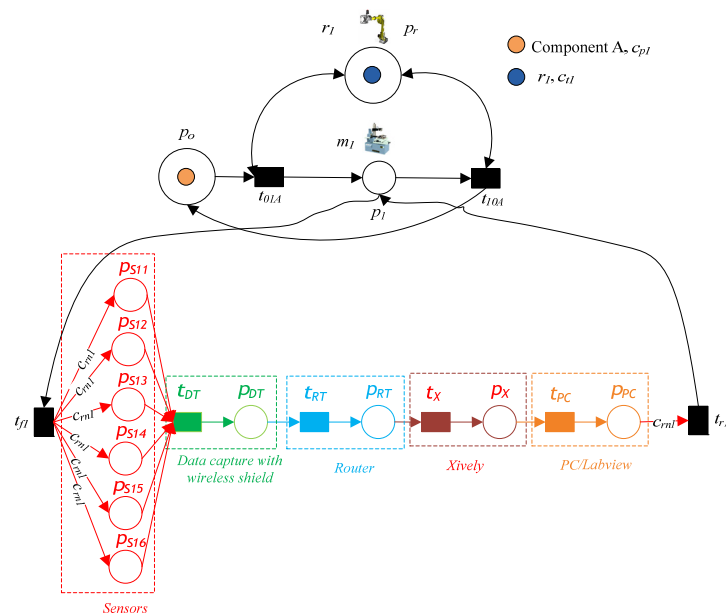 r1 pr
Component A, cp1
r1, ct1
po
m1
t01A
p1
t10A
pS11
pS12
pS13
pS14
pS15
pS16
crn1
crn1
crn1
crn1
crn1
crn1
tf1
tDT pDT
tRT pRT
tX pX
tPC pPC
crn1
tr
Data capture with
wireless shield
Router
Xively
PC/Labview
Sensors